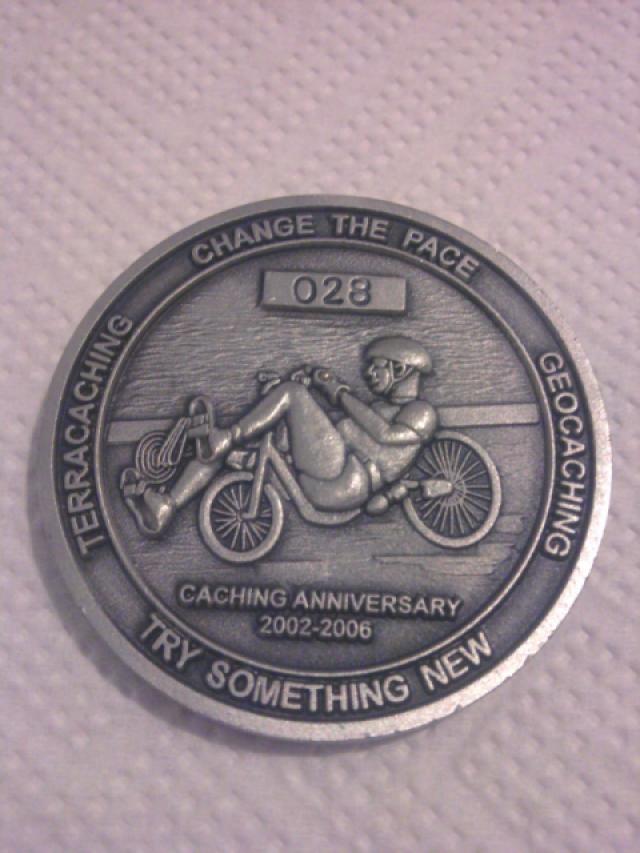 CHANGE THE PACE
028
TERRACACHING
GEOCACHING
CACHING ANNIVERSARY
2002-2006
TRY SOMETHING NEW